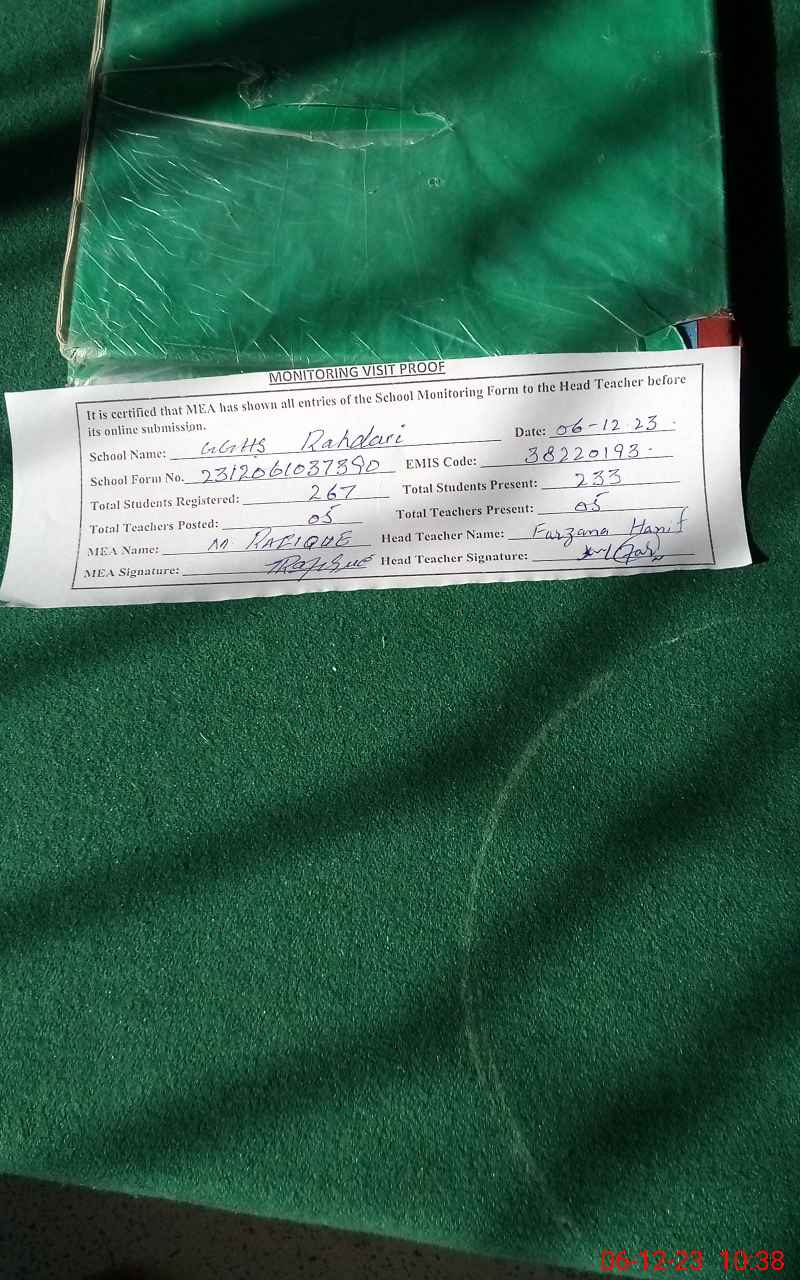 MONITORING VISIT PROOF
It is certified that MEA has shown all entries of the School Monitoring Form to the Head Teacher before
its online submission.
School Name: GGHS Rahdari Date: 06-12-23
School Form No. 2312061037390 EMIS Code: 38220193
Total Students Registered: 267 Total Students Present: 233
Total Teachers Posted: 05 Total Teachers Present: 05
MEA Name: M RAFIQUE Head Teacher Name: Farzana Hanif
MEA Signature: Head Teacher Signature:
06-12-23 10:38